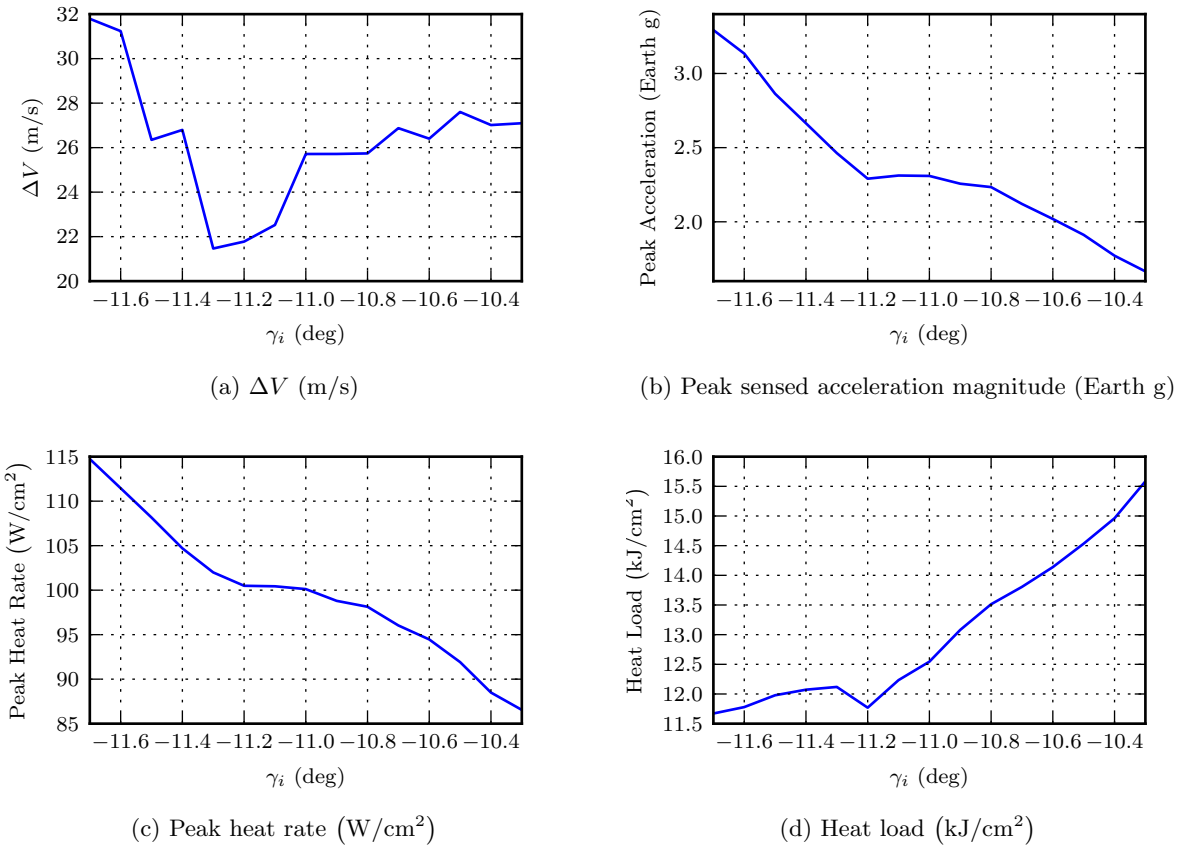 32
30
28
26
24
22
20
ΔV (m/s)
−11.6 −11.4 −11.2 −11.0 −10.8 −10.6 −10.4
γi (deg)
(a) ΔV (m/s)
3.0
2.5
2.0
Peak Acceleration (Earth g)
−11.6 −11.4 −11.2 −11.0 −10.8 −10.6 −10.4
γi (deg)
(b) Peak sensed acceleration magnitude (Earth g)
115
110
105
100
95
90
85
Peak Heat Rate (W/cm²)
−11.6 −11.4 −11.2 −11.0 −10.8 −10.6 −10.4
γi (deg)
(c) Peak heat rate (W/cm²)
16.0
15.5
15.0
14.5
14.0
13.5
13.0
12.5
12.0
11.5
Heat Load (kJ/cm²)
−11.6 −11.4 −11.2 −11.0 −10.8 −10.6 −10.4
γi (deg)
(d) Heat load (kJ/cm²)